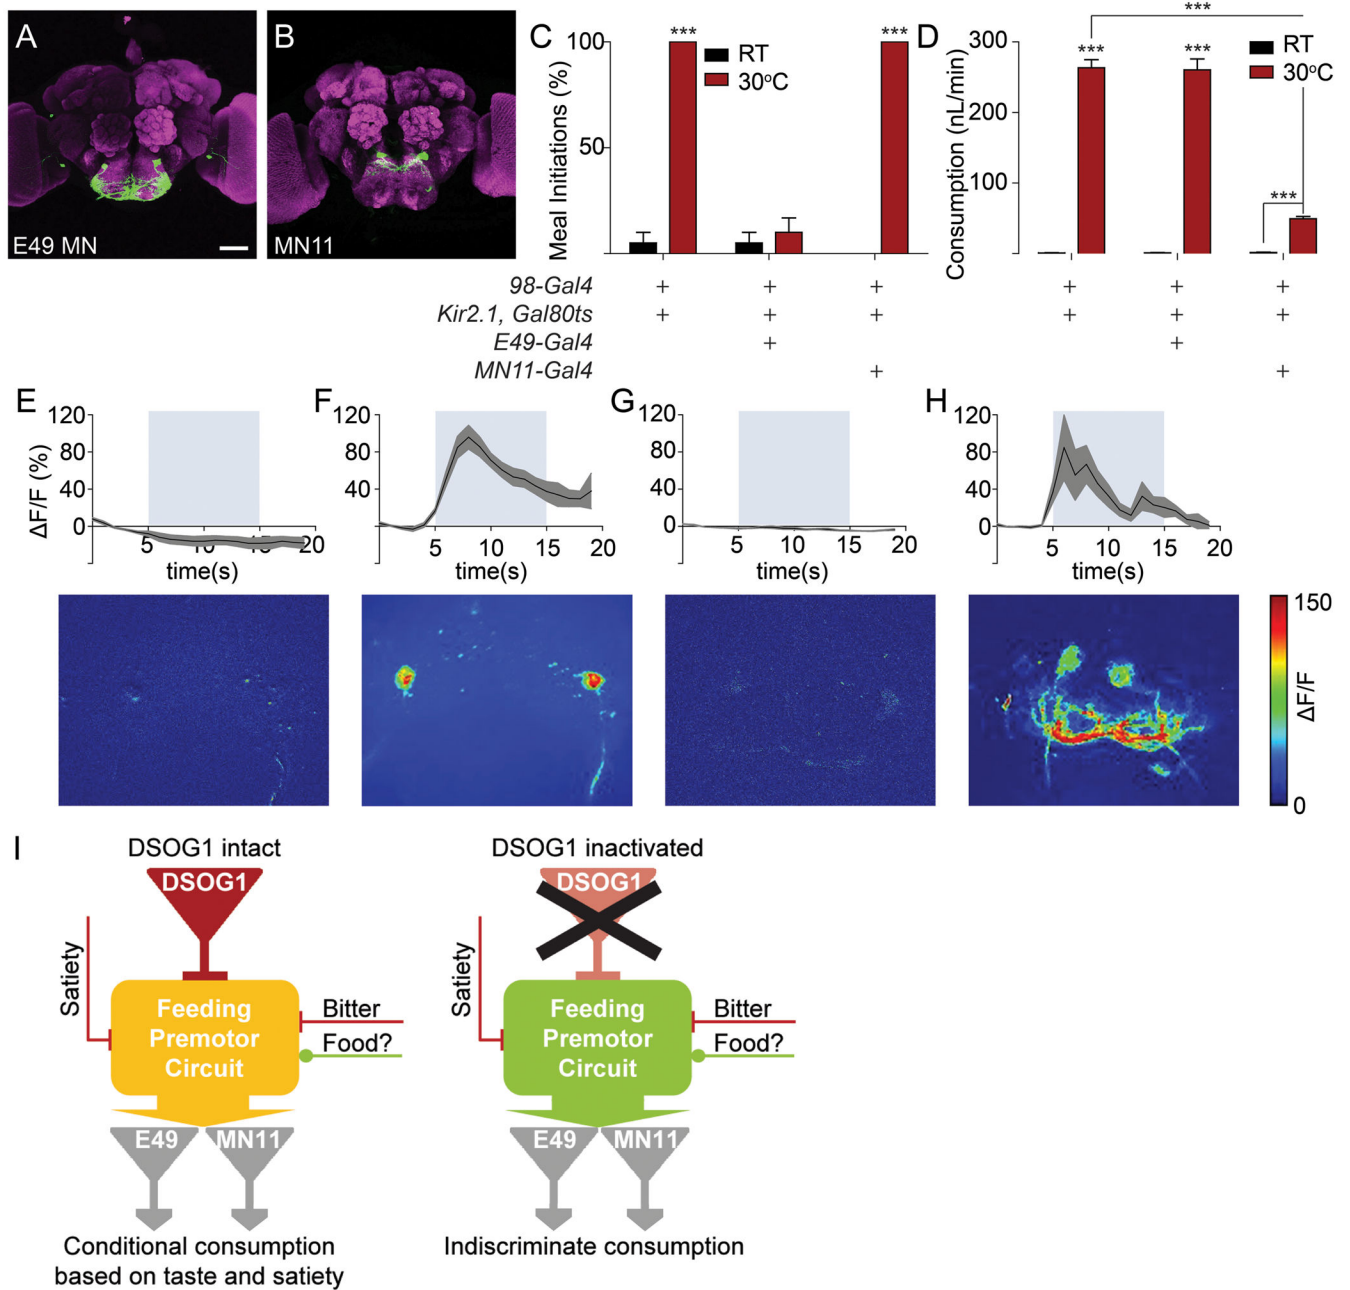 A
E49 MN
B
MN11
C
Meal Initiations (%)
100
50
***
***
RT
30°C
D
Consumption (nL/min)
300
200
100
***
***
***
***
RT
30°C
98-Gal4 + + + + + +
Kir2.1, Gal80ts + + + + + +
E49-Gal4 + +
MN11-Gal4 + +
E
ΔF/F (%)
120
80
40
0
5 10 15 20
time(s)
F
120
80
40
0
5 10 15 20
time(s)
G
120
80
40
0
5 10 15 20
time(s)
H
120
80
40
0
5 10 15 20
time(s)
150
ΔF/F
0
I
DSOG1 intact
DSOG1
Satiety
Feeding
Premotor
Circuit
Bitter
Food?
E49 MN11
Conditional consumption
based on taste and satiety
DSOG1 inactivated
DSOG1
Satiety
Feeding
Premotor
Circuit
Bitter
Food?
E49 MN11
Indiscriminate consumption